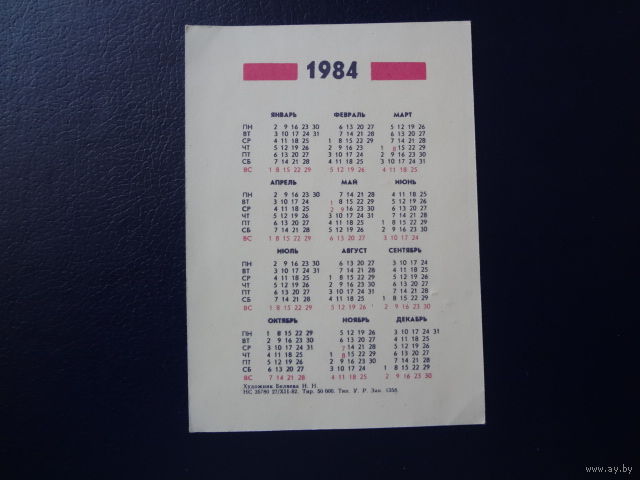 1984
ЯНВАРЬ ФЕВРАЛЬ МАРТ
ПН 2 9 16 23 30 6 13 20 27 5 12 19 26
ВТ 3 10 17 24 31 7 14 21 28 6 13 20 27
СР 4 11 18 25 1 8 15 22 29 7 14 21 28
ЧТ 5 12 19 26 2 9 16 23 1 8 15 22 29
ПТ 6 13 20 27 3 10 17 24 2 9 16 23 30
СБ 7 14 21 28 4 11 18 25 3 10 17 24 31
ВС 1 8 15 22 29 5 12 19 26 4 11 18 25
АПРЕЛЬ МАЙ ИЮНЬ
ПН 2 9 16 23 30 7 14 21 28 4 11 18 25
ВТ 3 10 17 24 1 8 15 22 29 5 12 19 26
СР 4 11 18 25 2 9 16 23 30 6 13 20 27
ЧТ 5 12 19 26 3 10 17 24 31 7 14 21 28
ПТ 6 13 20 27 4 11 18 25 1 8 15 22 29
СБ 7 14 21 28 5 12 19 26 2 9 16 23 30
ВС 1 8 15 22 29 6 13 20 27 3 10 17 24
ИЮЛЬ АВГУСТ СЕНТЯБРЬ
ПН 2 9 16 23 30 6 13 20 27 3 10 17 24
ВТ 3 10 17 24 31 7 14 21 28 4 11 18 25
СР 4 11 18 25 1 8 15 22 29 5 12 19 26
ЧТ 5 12 19 26 2 9 16 23 30 6 13 20 27
ПТ 6 13 20 27 3 10 17 24 31 7 14 21 28
СБ 7 14 21 28 4 11 18 25 1 8 15 22 29
ВС 1 8 15 22 29 5 12 19 26 2 9 16 23 30
ОКТЯБРЬ НОЯБРЬ ДЕКАБРЬ
ПН 1 8 15 22 29 5 12 19 26 3 10 17 24 31
ВТ 2 9 16 23 30 6 13 20 27 4 11 18 25
СР 3 10 17 24 31 7 14 21 28 5 12 19 26
ЧТ 4 11 18 25 1 8 15 22 29 6 13 20 27
ПТ 5 12 19 26 2 9 16 23 30 7 14 21 28
СБ 6 13 20 27 3 10 17 24 1 8 15 22 29
ВС 7 14 21 28 4 11 18 25 2 9 16 23 30
Художник Беляева Н. Н.
НС 26780 27/XII-82. Тир. 50 000. Тип. У. Р. Зак. 1358
www.ay.by